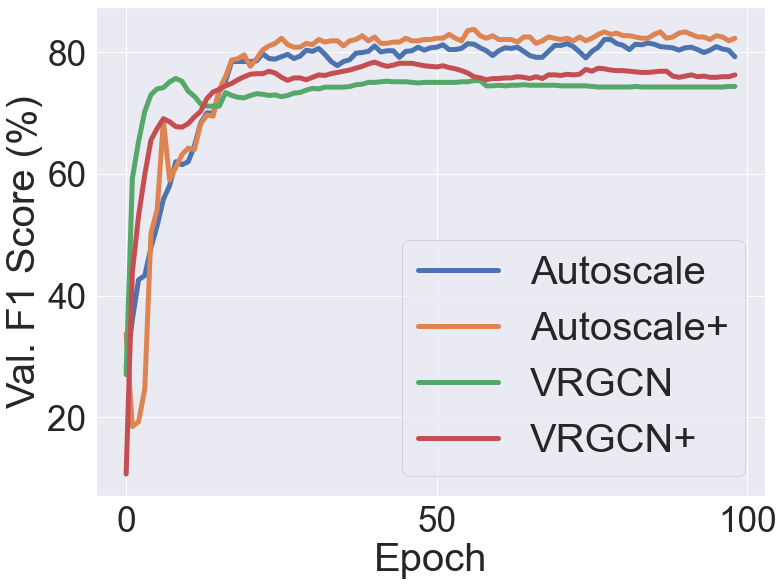 Val. F1 Score (%)
80
60
40
20
0
50
100
Epoch
Autoscale
Autoscale+
VRGCN
VRGCN+